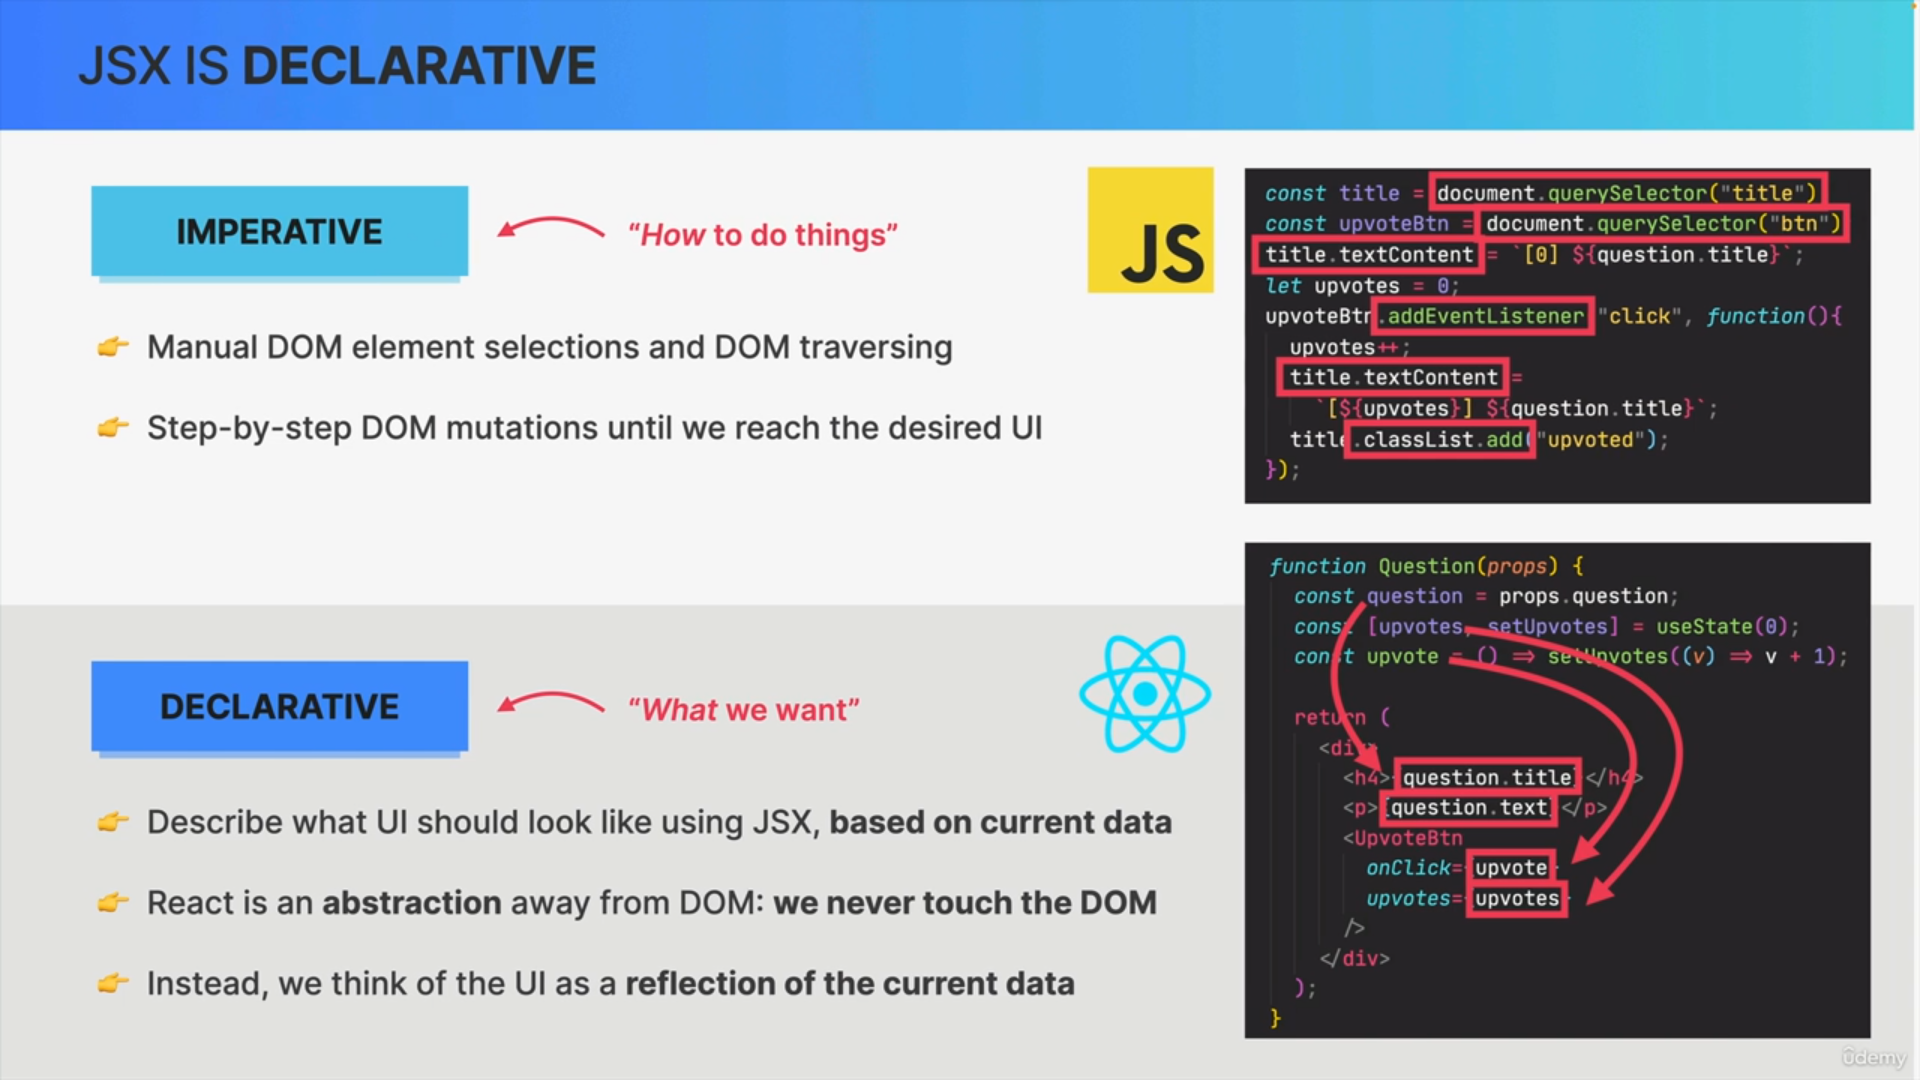 JSX IS DECLARATIVE
IMPERATIVE
“How to do things”
👉 Manual DOM element selections and DOM traversing
👉 Step-by-step DOM mutations until we reach the desired UI
JS
const title = document.querySelector("title")
const upvoteBtn = document.querySelector("btn")
title.textContent = `[0] ${question.title}`;
let upvotes = 0;
upvoteBtn.addEventListener "click", function(){
upvotes++;
title.textContent =
`[${upvotes}] ${question.title}`;
title.classList.add("upvoted");
});
DECLARATIVE
“What we want”
👉 Describe what UI should look like using JSX, based on current data
👉 React is an abstraction away from DOM: we never touch the DOM
👉 Instead, we think of the UI as a reflection of the current data
function Question(props) {
const question = props.question;
const [upvotes, setUpvotes] = useState(0);
const upvote = () => setUpvotes((v) => v + 1);
return (
<div>
<h4>{question.title}</h4>
<p>{question.text}</p>
<UpvoteBtn
onClick={upvote}
upvotes={upvotes}
/>
</div>
);
}
ûdemy